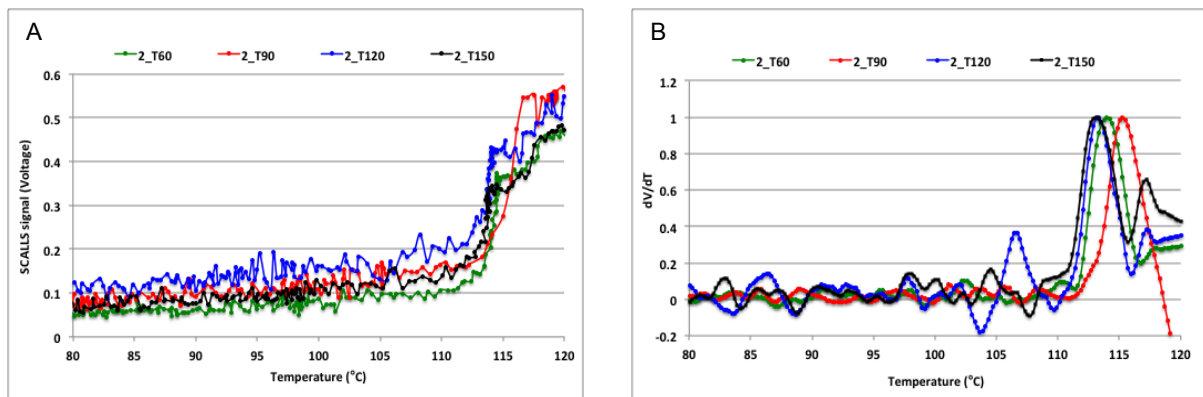 A
2_T60 2_T90 2_T120 2_T150
0.6
0.5
0.4
0.3
0.2
0.1
0
SCALLS signal (Voltage)
80 85 90 95 100 105 110 115 120
Temperature (°C)
B
2_T60 2_T90 2_T120 2_T150
1
0.8
0.6
0.4
0.2
0
-0.2
dV/dT
80 85 90 95 100 105 110 115 120
Temperature (°C)